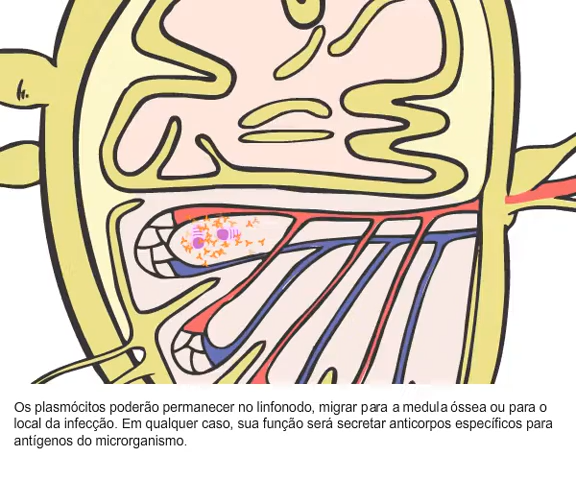 Os plasmócitos poderão permanecer no linfonodo, migrar para a medula óssea ou para o
local da infecção. Em qualquer caso, sua função será secretar anticorpos específicos para
antígenos do microrganismo.